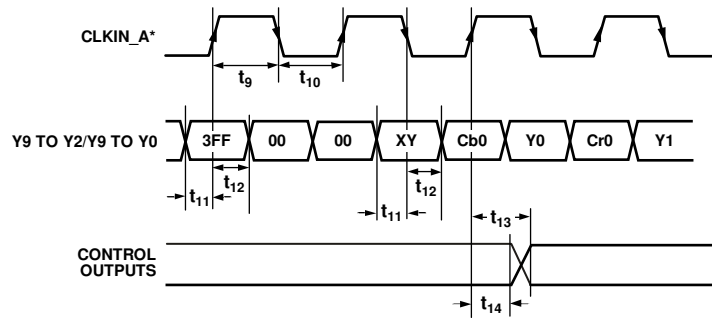 CLKIN_A*
t9 t10
Y9 TO Y2/Y9 TO Y0 3FF 00 00 XY Cb0 Y0 Cr0 Y1
t11 t12 t11 t12
t13
CONTROL
OUTPUTS
t14